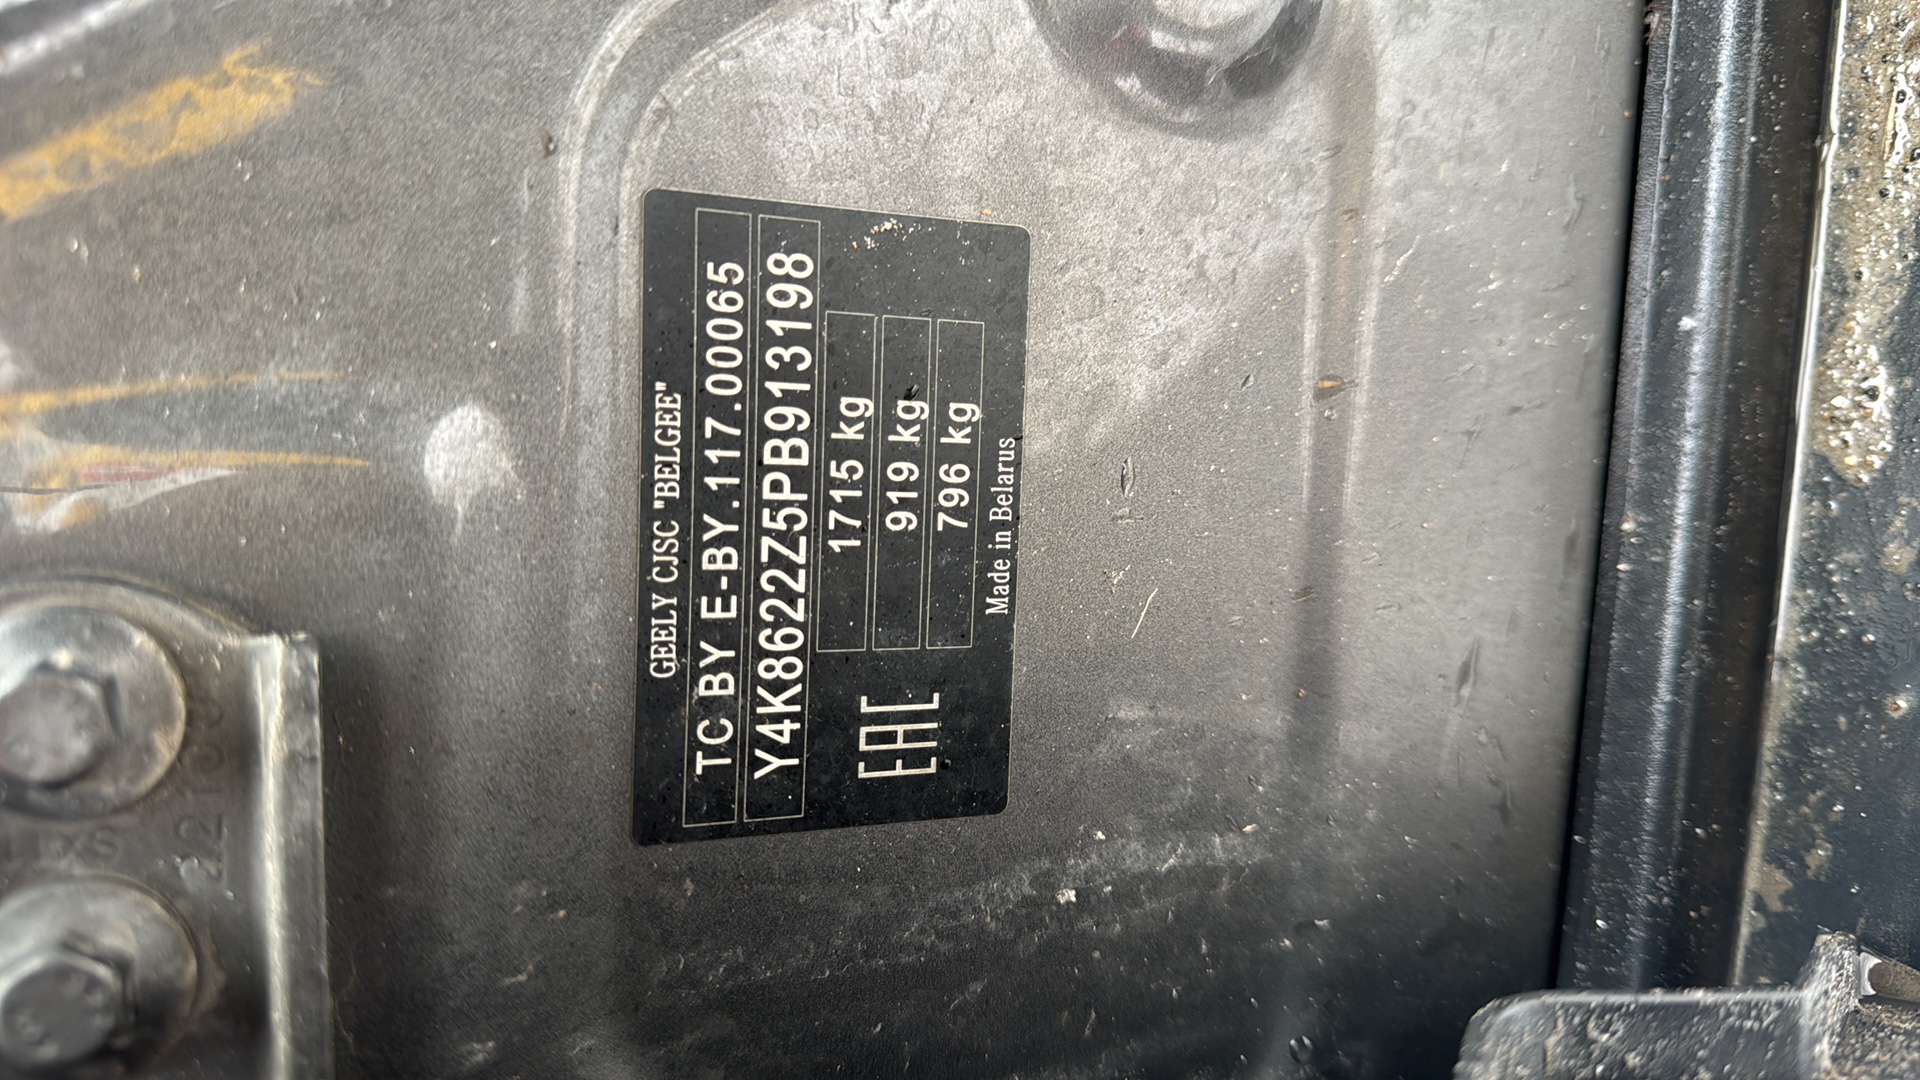 GEELY CJSC "BELGEE"
TC BY E-BY.117.00065
Y4K8622Z5PB913198
1715 kg
919 kg
796 kg
EAC
Made in Belarus